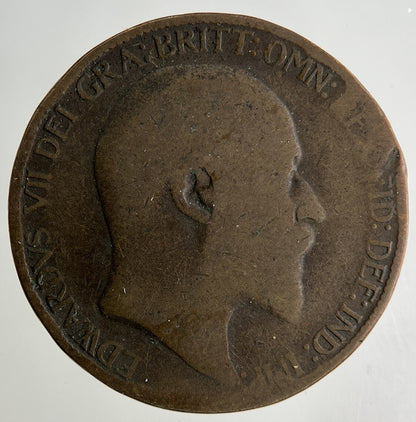 EDWARDVS VII DEI GRA: BRITT: OMN: FID: DEF: IND: